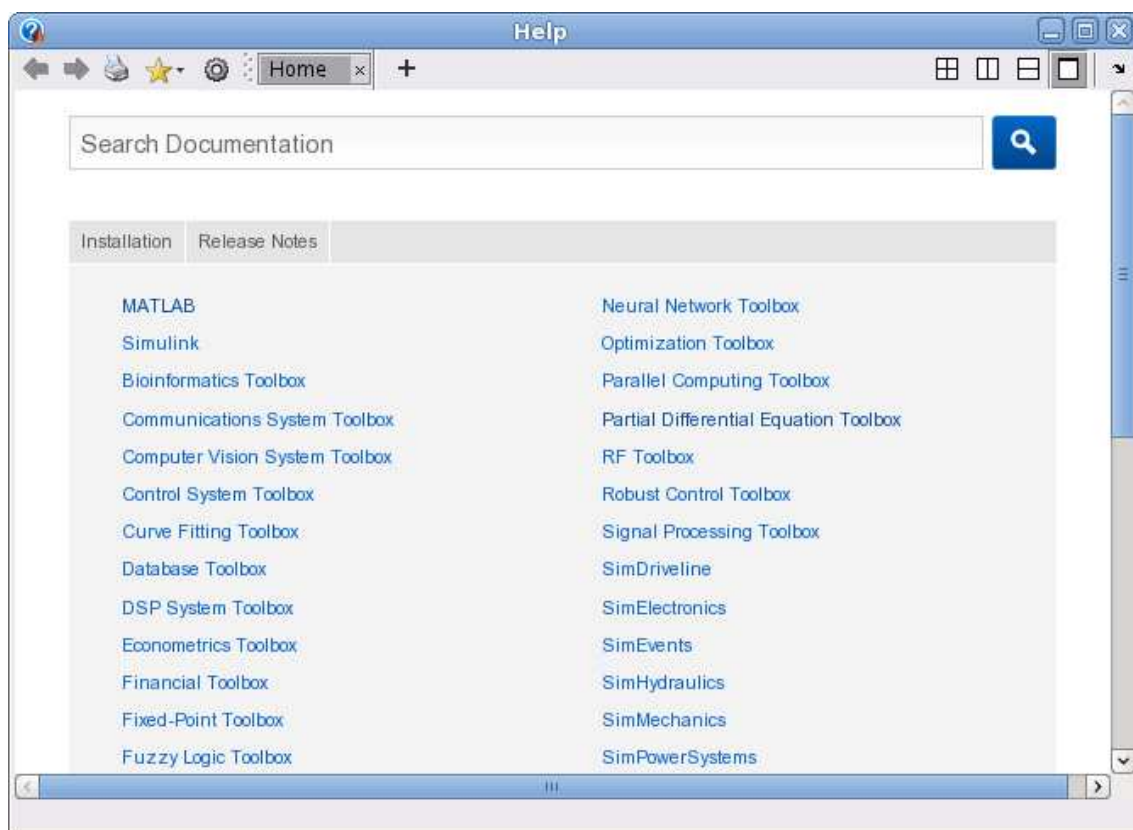 Help
Home
Search Documentation
Installation Release Notes
MATLAB
Simulink
Bioinformatics Toolbox
Communications System Toolbox
Computer Vision System Toolbox
Control System Toolbox
Curve Fitting Toolbox
Database Toolbox
DSP System Toolbox
Econometrics Toolbox
Financial Toolbox
Fixed-Point Toolbox
Fuzzy Logic Toolbox
Neural Network Toolbox
Optimization Toolbox
Parallel Computing Toolbox
Partial Differential Equation Toolbox
RF Toolbox
Robust Control Toolbox
Signal Processing Toolbox
SimDriveline
SimElectronics
SimEvents
SimHydraulics
SimMechanics
SimPowerSystems